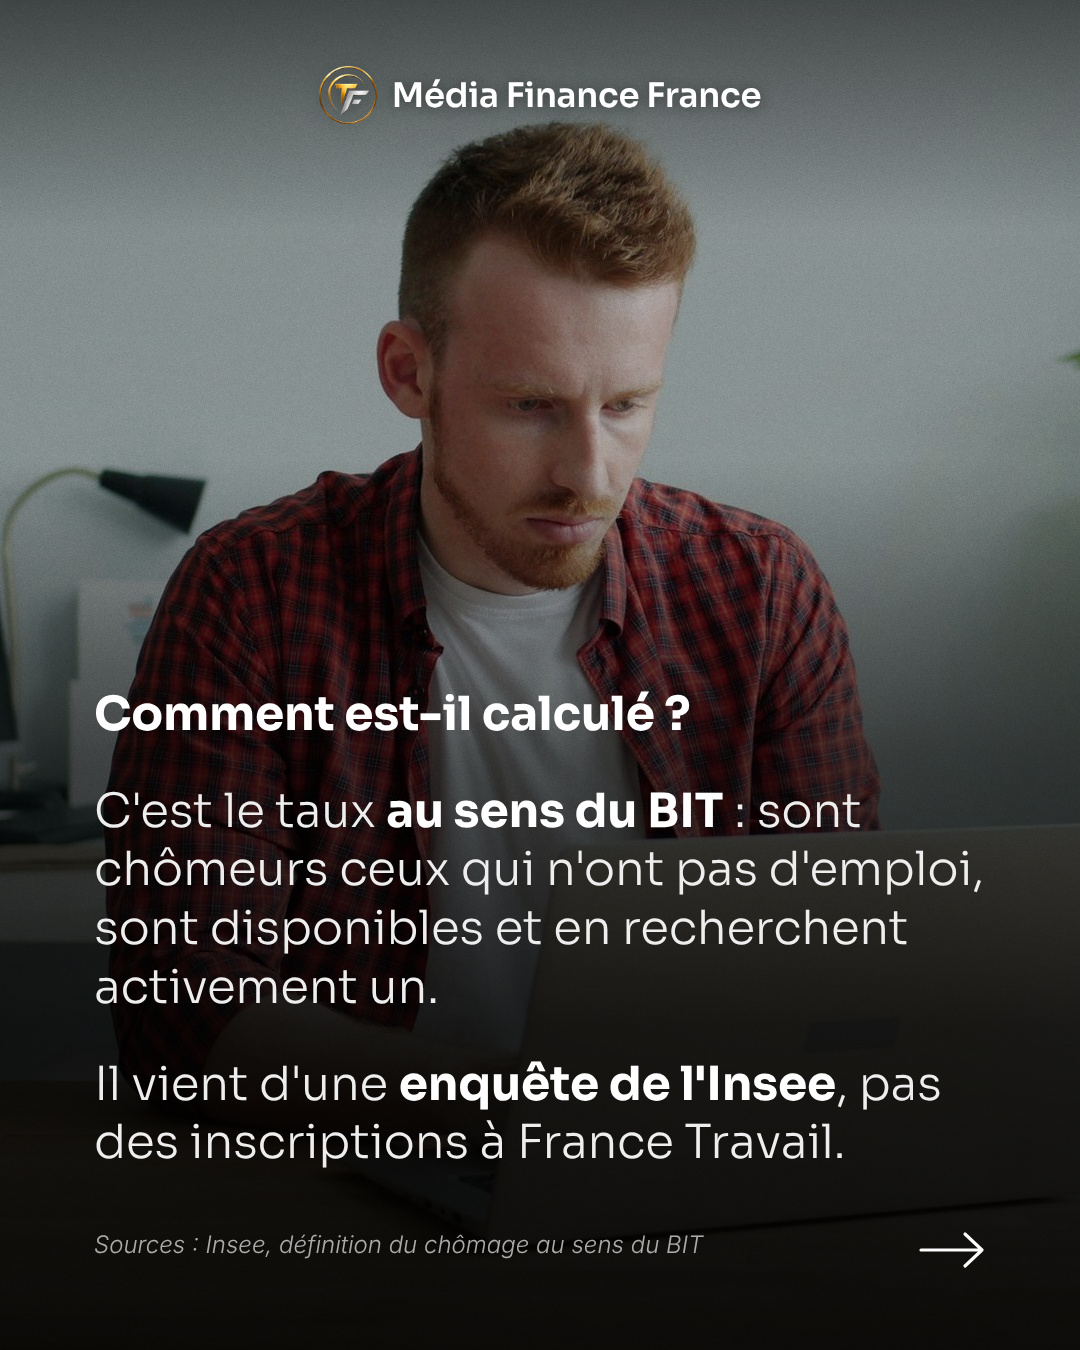 TF Média Finance France
Comment est-il calculé ?
C'est le taux au sens du BIT : sont
chômeurs ceux qui n'ont pas d'emploi,
sont disponibles et en recherchent
activement un.
Il vient d'une enquête de l'Insee, pas
des inscriptions à France Travail.
Sources : Insee, définition du chômage au sens du BIT